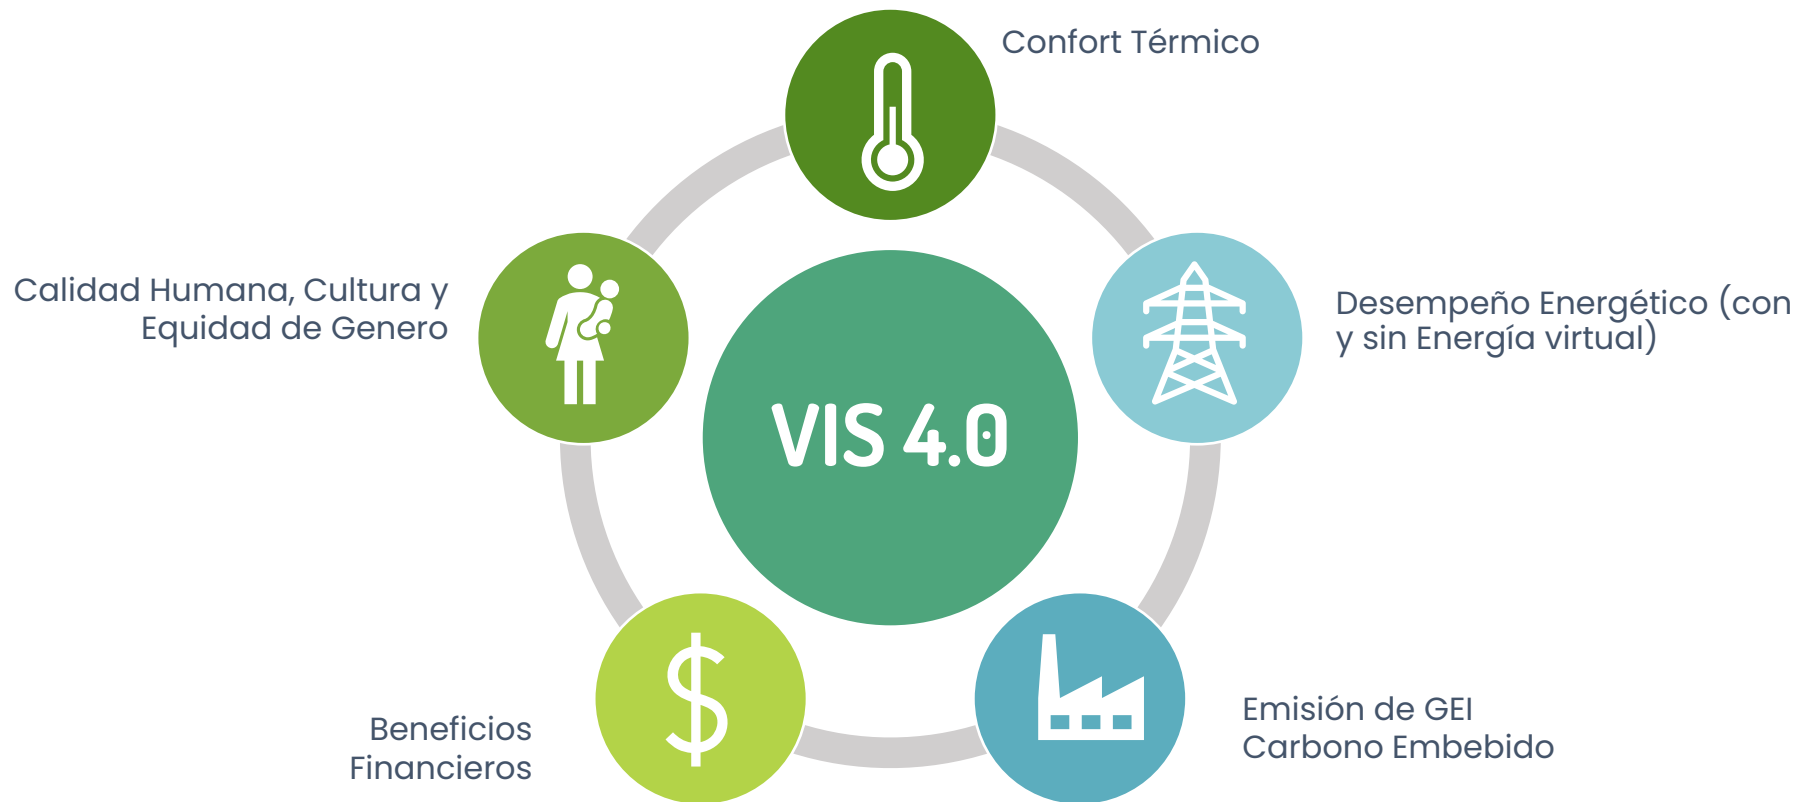 Confort Térmico
Calidad Humana, Cultura y
Equidad de Genero
Desempeño Energético (con
y sin Energía virtual)
VIS 4.0
Beneficios
Financieros
Emisión de GEI
Carbono Embebido